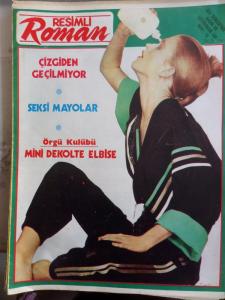 RESİMLİ
Roman
ÇİZGİDEN
GEÇİLMİYOR
SEKSİ MAYOLAR
Örgü Kulübü
MİNİ DEKOLTE ELBİSE